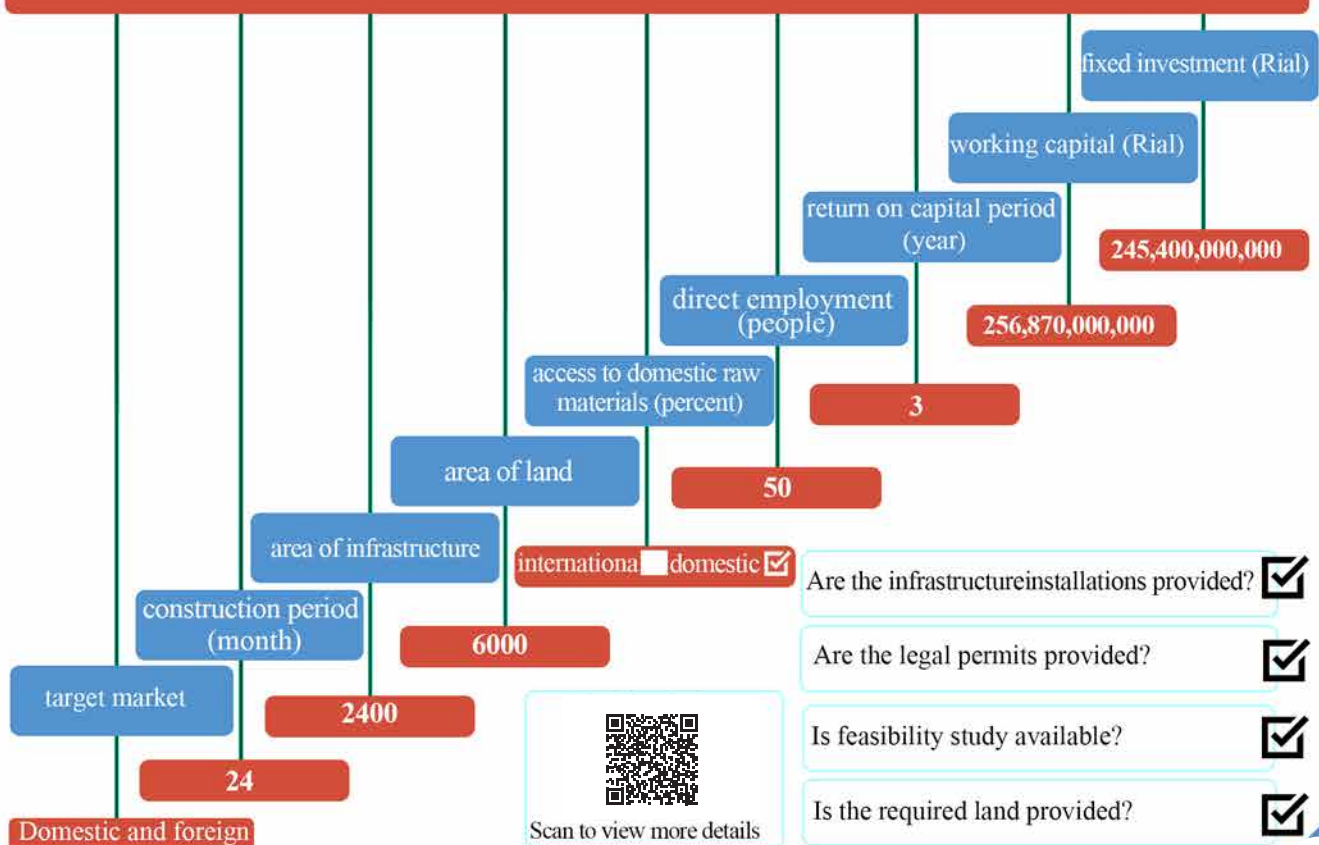 fixed investment (Rial)
245,400,000,000
working capital (Rial)
256,870,000,000
return on capital period
(year)
3
direct employment
(people)
50
access to domestic raw
materials (percent)
internationa domestic
area of land
6000
area of infrastructure
2400
construction period
(month)
24
target market
Domestic and foreign
Are the infrastructureinstallations provided?
Are the legal permits provided?
Is feasibility study available?
Is the required land provided?
Scan to view more details